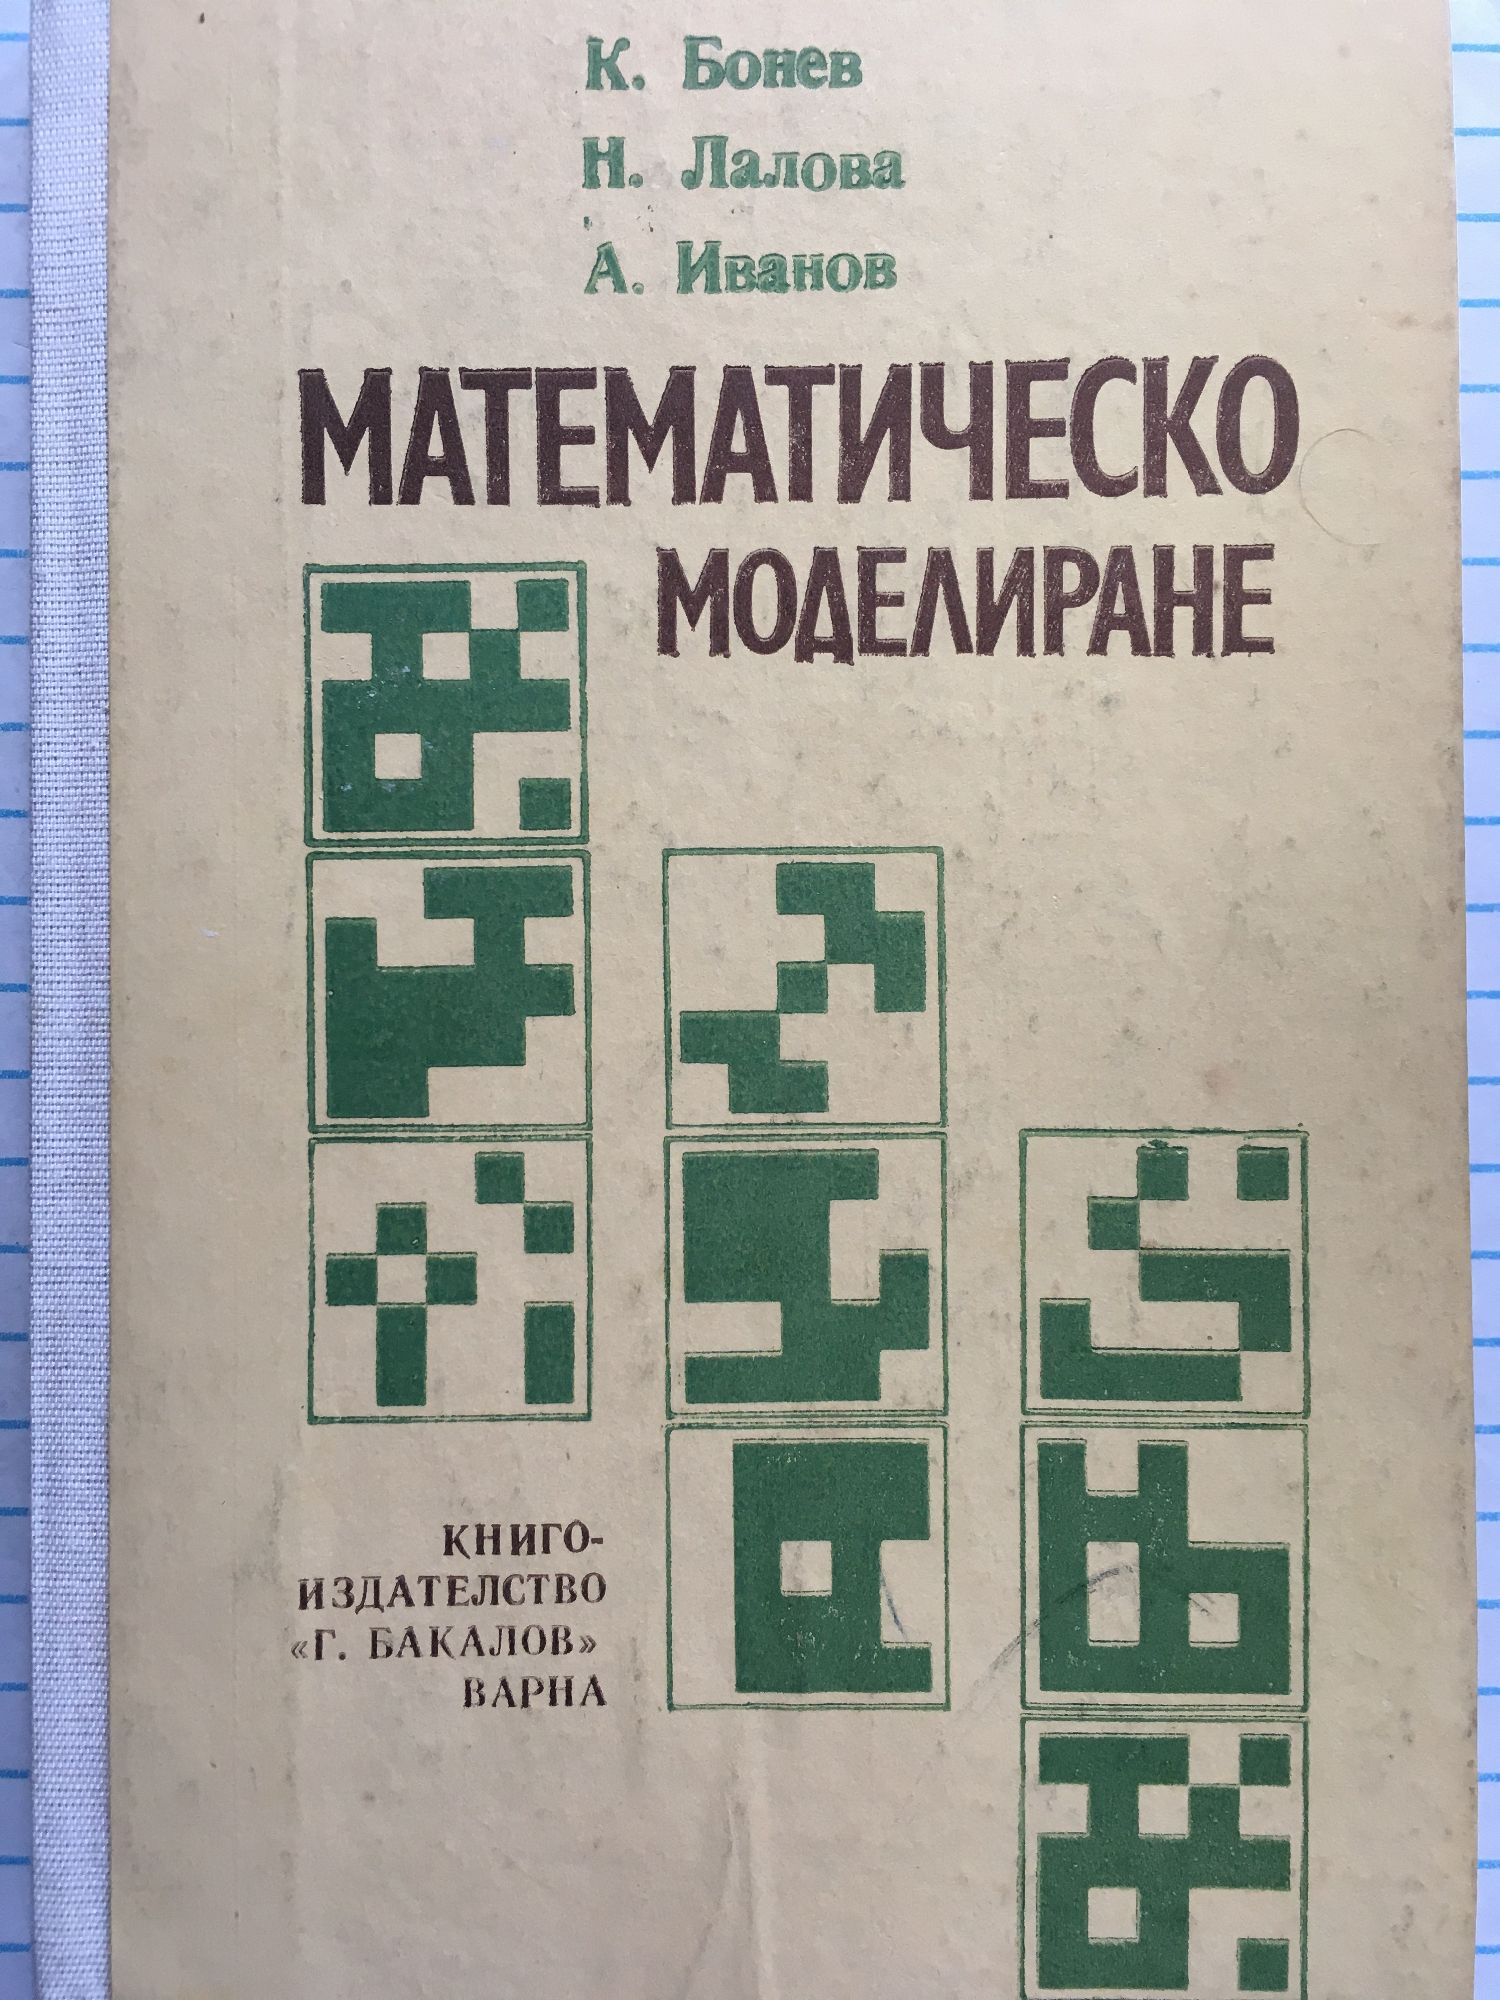 К. Бонев
Н. Лалова
А. Иванов
МАТЕМАТИЧЕСКО
МОДЕЛИРАНЕ
КНИГО-
ИЗДАТЕЛСТВО
«Г. БАКАЛОВ»
ВАРНА